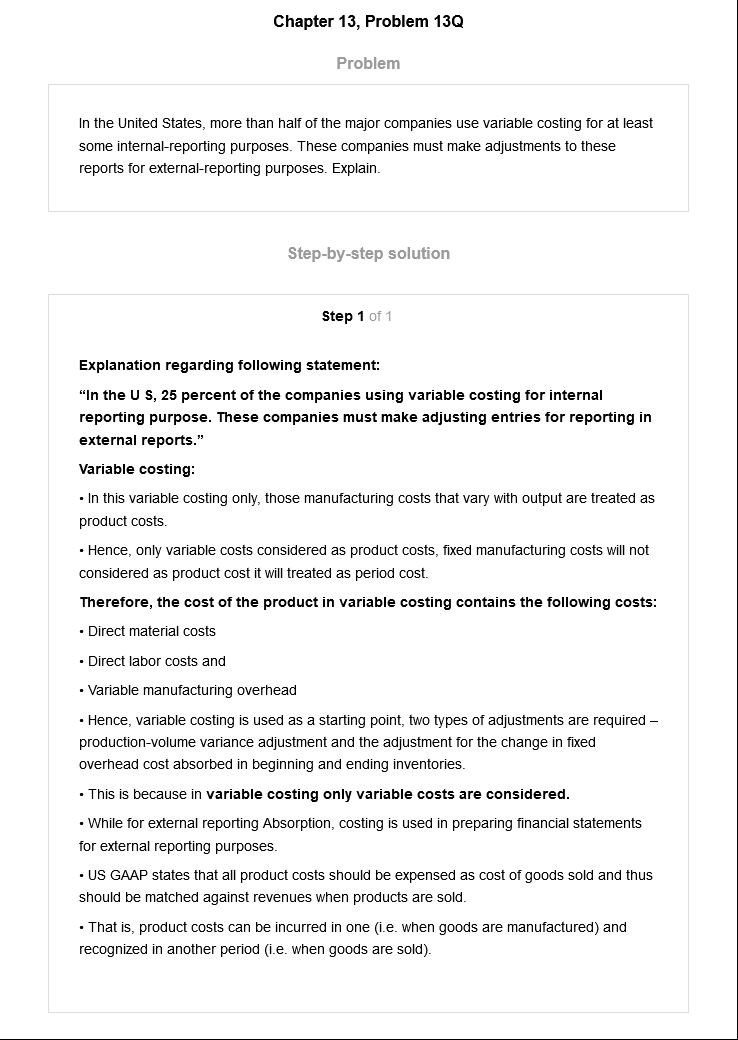 Chapter 13, Problem 13Q
Problem
In the United States, more than half of the major companies use variable costing for at least
some internal-reporting purposes. These companies must make adjustments to these
reports for external-reporting purposes. Explain.
Step-by-step solution
Step 1 of 1
Explanation regarding following statement:
“In the U S, 25 percent of the companies using variable costing for internal
reporting purpose. These companies must make adjusting entries for reporting in
external reports.”
Variable costing:
• In this variable costing only, those manufacturing costs that vary with output are treated as
product costs.
• Hence, only variable costs considered as product costs, fixed manufacturing costs will not
considered as product cost it will treated as period cost.
Therefore, the cost of the product in variable costing contains the following costs:
• Direct material costs
• Direct labor costs and
• Variable manufacturing overhead
• Hence, variable costing is used as a starting point, two types of adjustments are required –
production-volume variance adjustment and the adjustment for the change in fixed
overhead cost absorbed in beginning and ending inventories.
• This is because in variable costing only variable costs are considered.
• While for external reporting Absorption, costing is used in preparing financial statements
for external reporting purposes.
• US GAAP states that all product costs should be expensed as cost of goods sold and thus
should be matched against revenues when products are sold.
• That is, product costs can be incurred in one (i.e. when goods are manufactured) and
recognized in another period (i.e. when goods are sold).